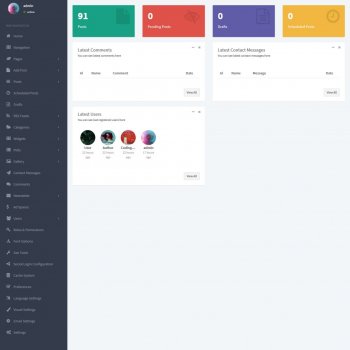 admin
online
Home
Navigation
Pages
Add Post
Posts
Scheduled Posts
Drafts
RSS Feeds
Categories
Widgets
Polls
Gallery
Contact Messages
Comments
Newsletter
Ad Spaces
Users
Roles & Permissions
Font Options
Seo Tools
Social Login Configuration
Cache System
Preferences
Language Settings
Visual Settings
Email Settings
Settings
91
Posts
0
Pending Posts
0
Drafts
0
Scheduled Posts
Latest Comments
You can see latest comments here
Id Name Comment Date
View All
Latest Contact Messages
You can see latest contact messages here
Id Name Message Date
View All
Latest Users
You can see last registered users here
admin
View All